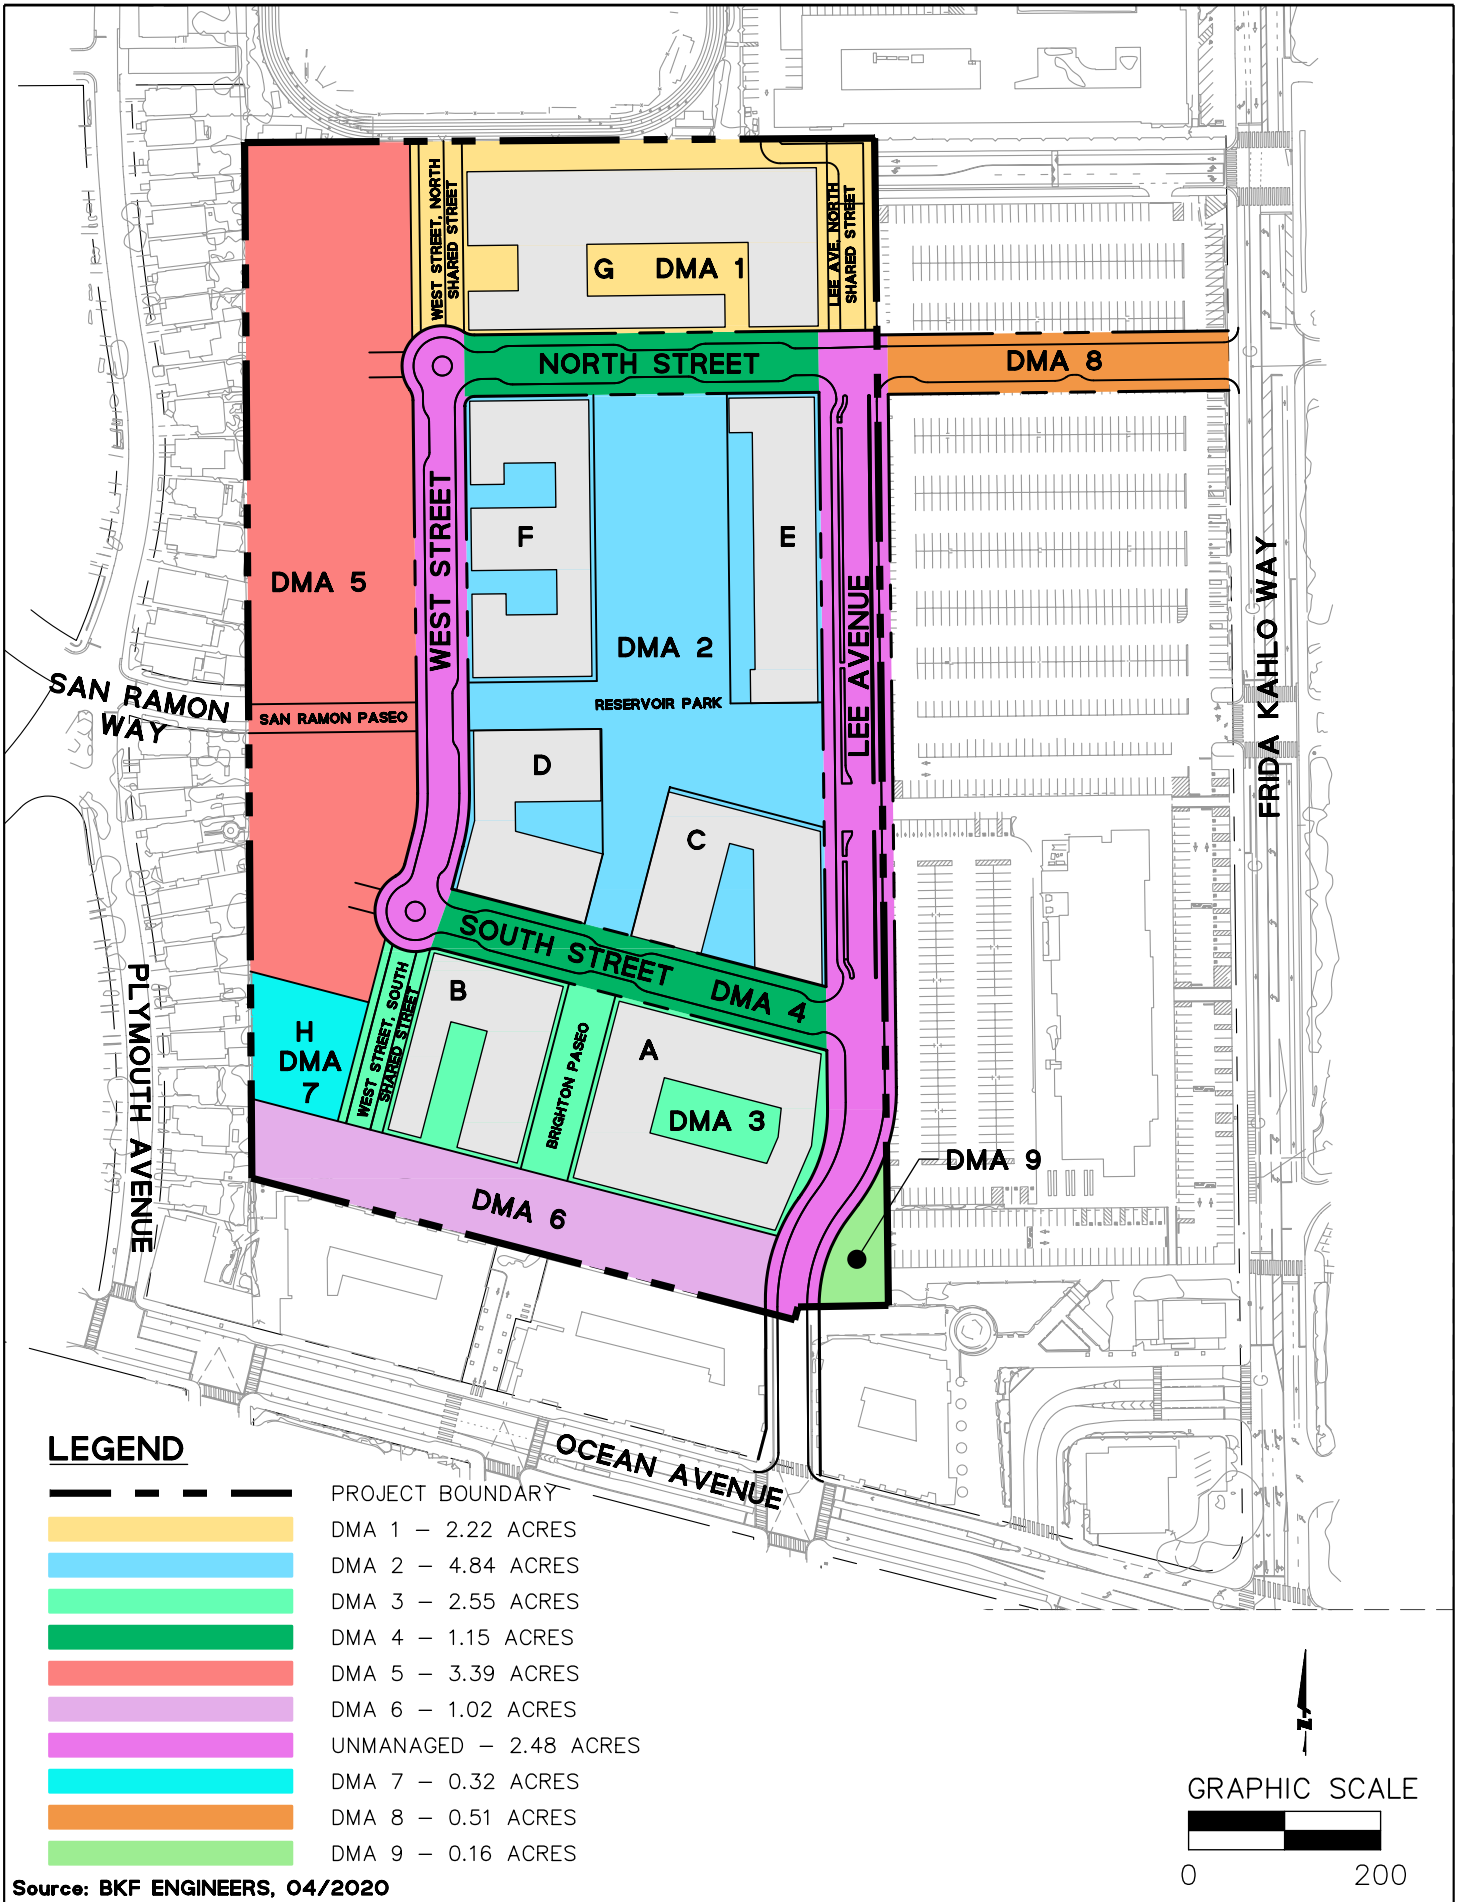 WEST STREET, NORTH
SHARED STREET
LEE AVE, NORTH
SHARED STREET
G
DMA 1
NORTH STREET
DMA 8
F
E
DMA 5
WEST STREET
DMA 2
LEE AVENUE
FRIDA KAHLO WAY
SAN RAMON
WAY
SAN RAMON PASEO
RESERVOIR PARK
D
C
SOUTH STREET
DMA 4
PLYMOUTH AVENUE
H
DMA
7
WEST STREET, SOUTH
SHARED STREET
B
BRIGHTON PASEO
A
DMA 3
DMA 9
DMA 6
OCEAN AVENUE
LEGEND
PROJECT BOUNDARY
DMA 1 – 2.22 ACRES
DMA 2 – 4.84 ACRES
DMA 3 – 2.55 ACRES
DMA 4 – 1.15 ACRES
DMA 5 – 3.39 ACRES
DMA 6 – 1.02 ACRES
UNMANAGED – 2.48 ACRES
DMA 7 – 0.32 ACRES
DMA 8 – 0.51 ACRES
DMA 9 – 0.16 ACRES
GRAPHIC SCALE
0 200
Source: BKF ENGINEERS, 04/2020